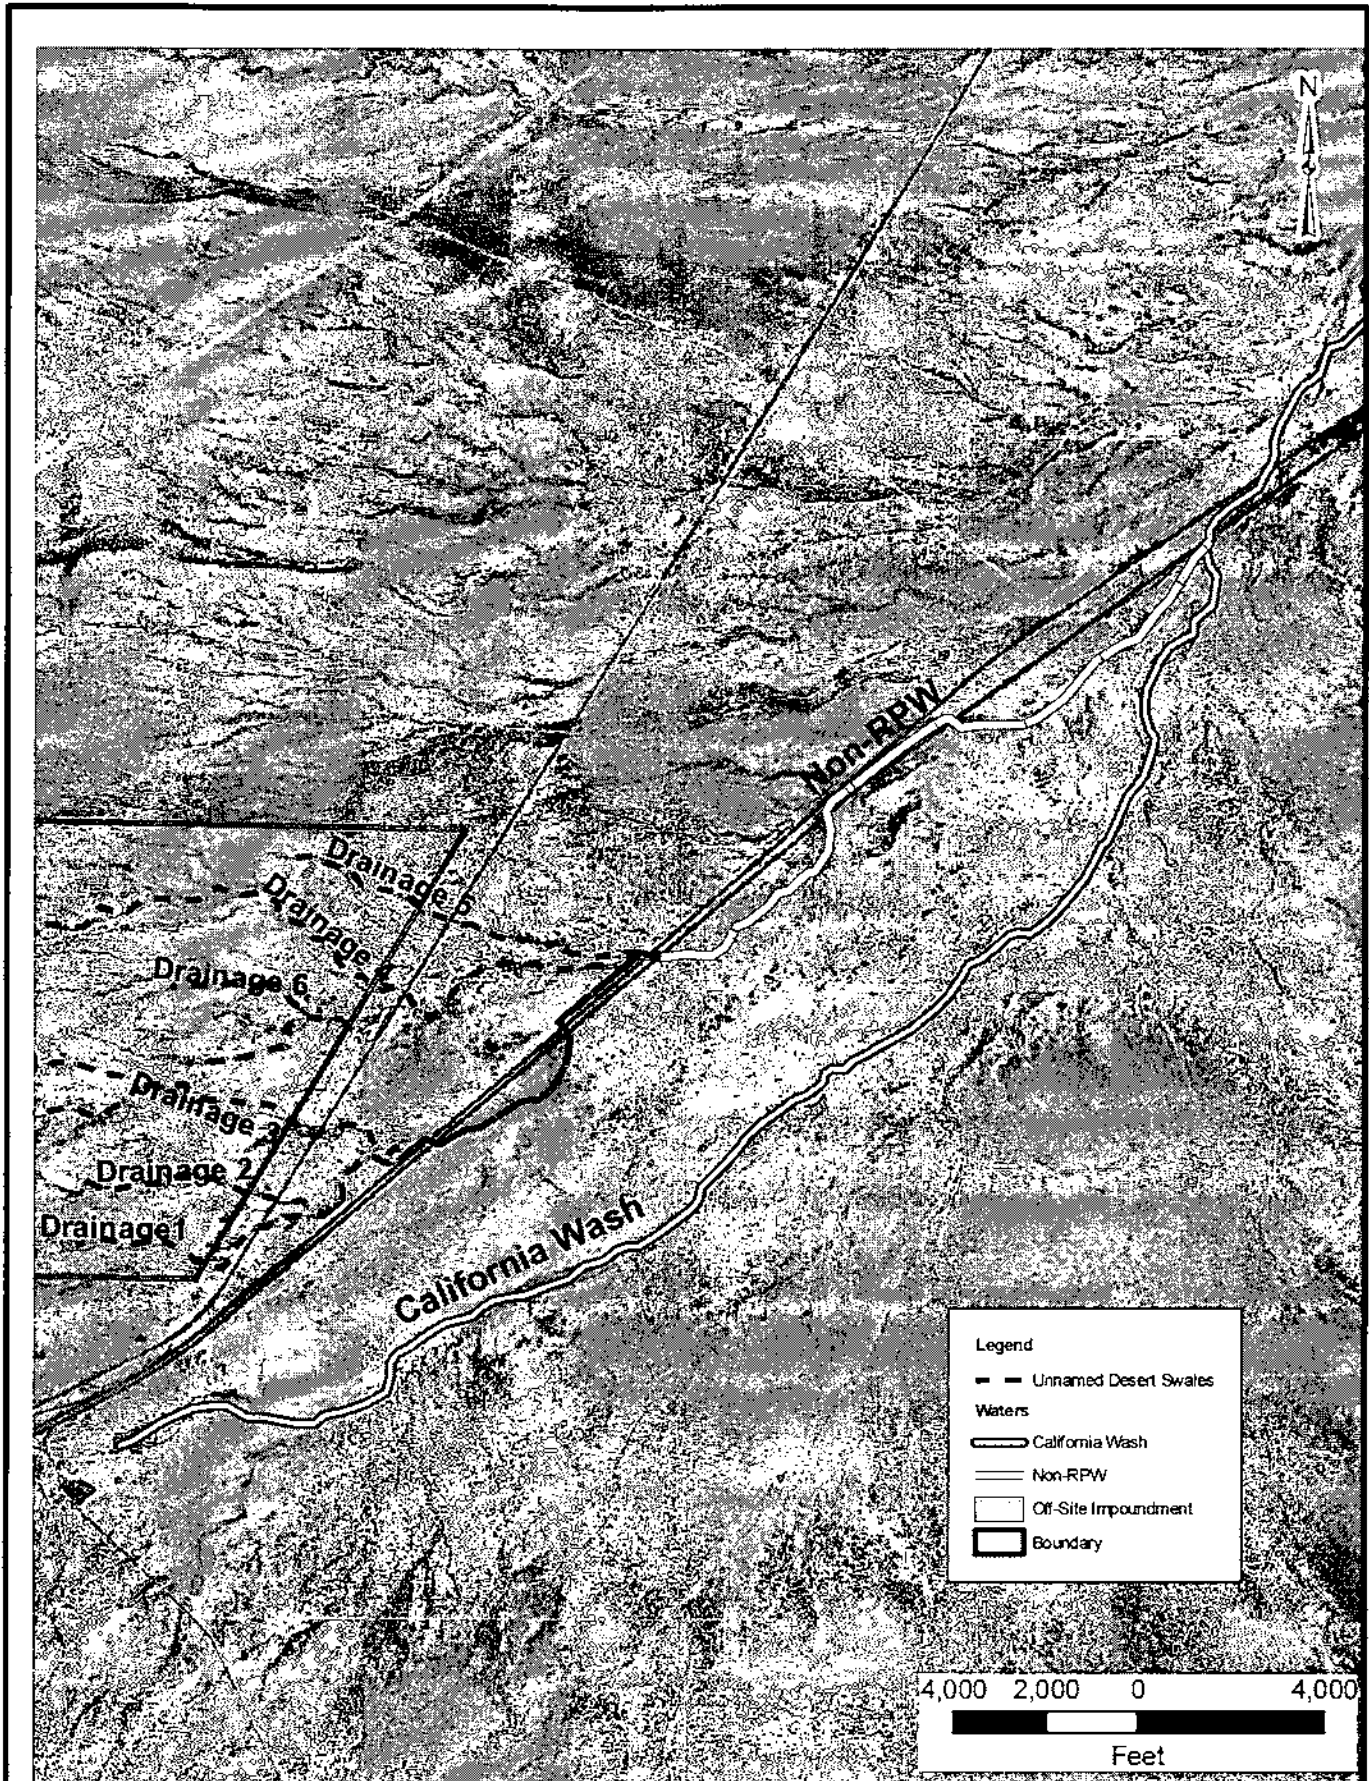 N
Non-RPW
Drainage 5
Drainage 4
Drainage 6
Drainage 3
Drainage 2
Drainage1
California Wash
Legend
Unnamed Desert Swales
Waters
California Wash
Non-RPW
Off-Site Impoundment
Boundary
4,000 2,000 0 4,000
Feet